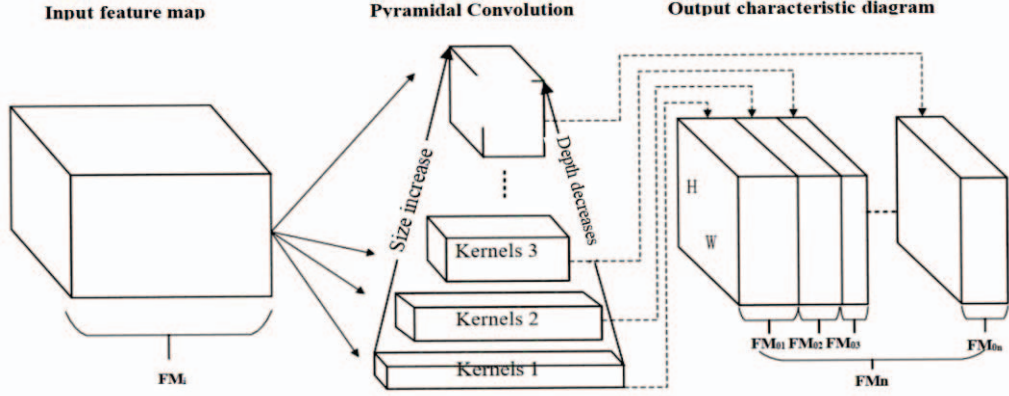 Input feature map
Pyramidal Convolution
Output characteristic diagram
Size increase
Depth decreases
Kernels 3
Kernels 2
Kernels 1
H
W
FM₀₁ FM₀₂ FM₀₃
FM₀ₙ
FMᵢ
FMn